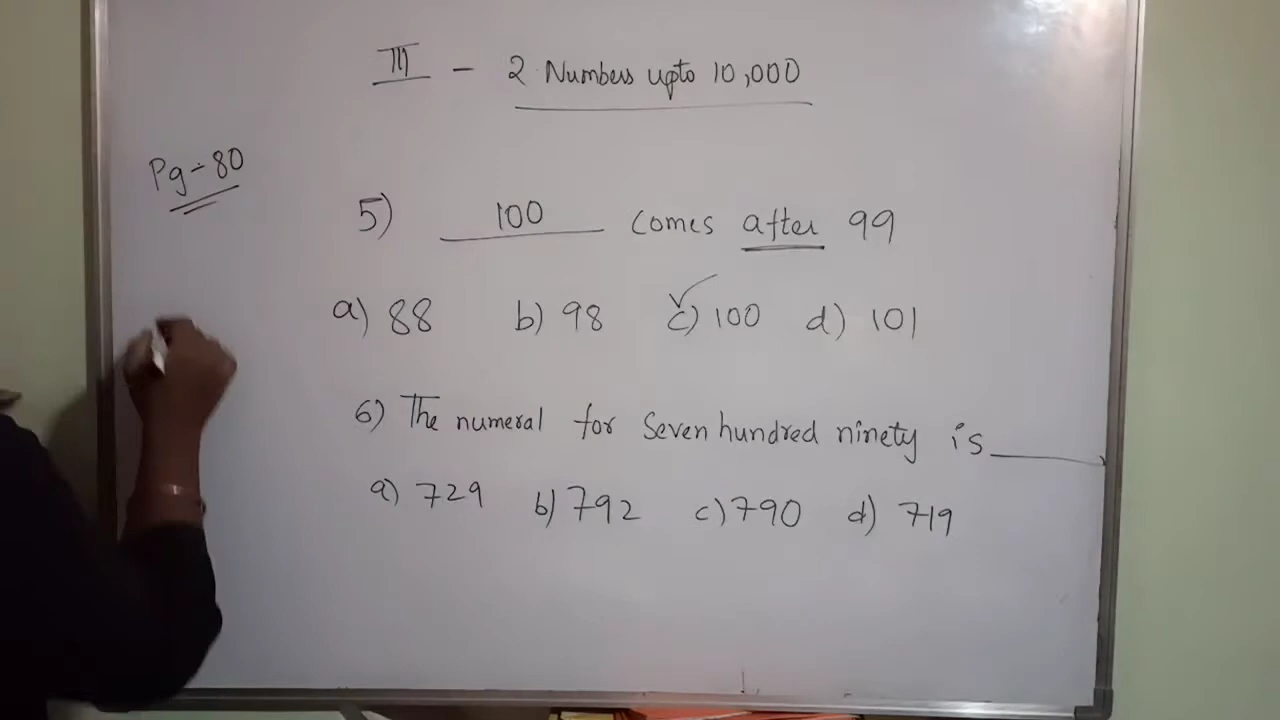 III - 2 Numbers upto 10,000
Pg - 80
5) 100 comes after 99
a) 88 b) 98 c) 100 d) 101
6) The numeral for Seven hundred ninety is
a) 729 b) 792 c) 790 d) 719